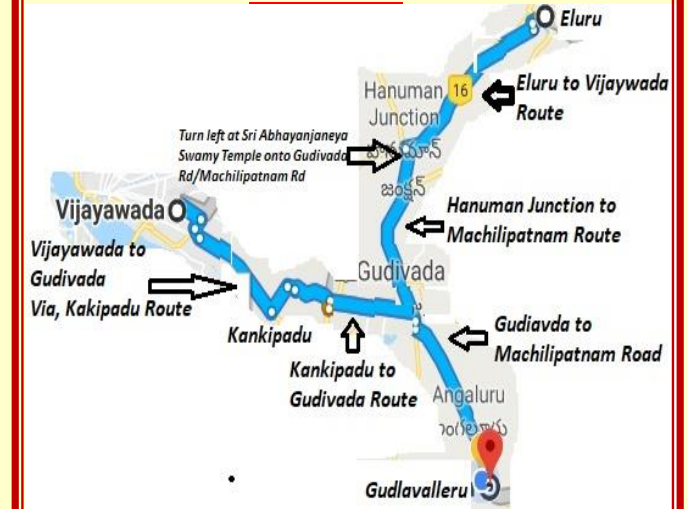 Eluru
Hanuman
Junction
16
Eluru to Vijaywada
Route
Turn left at Sri Abhayanjaneya
Swamy Temple onto Gudivada
Rd/Machilipatnam Rd
జంక్షన్
Vijayawada
Hanuman Junction to
Machilipatnam Route
Vijayawada to
Gudivada
Via, Kakipadu Route
Gudivada
Kankipadu
Kankipadu to
Gudivada Route
Gudiavda to
Machilipatnam Road
Angaluru
Gudlavalleru